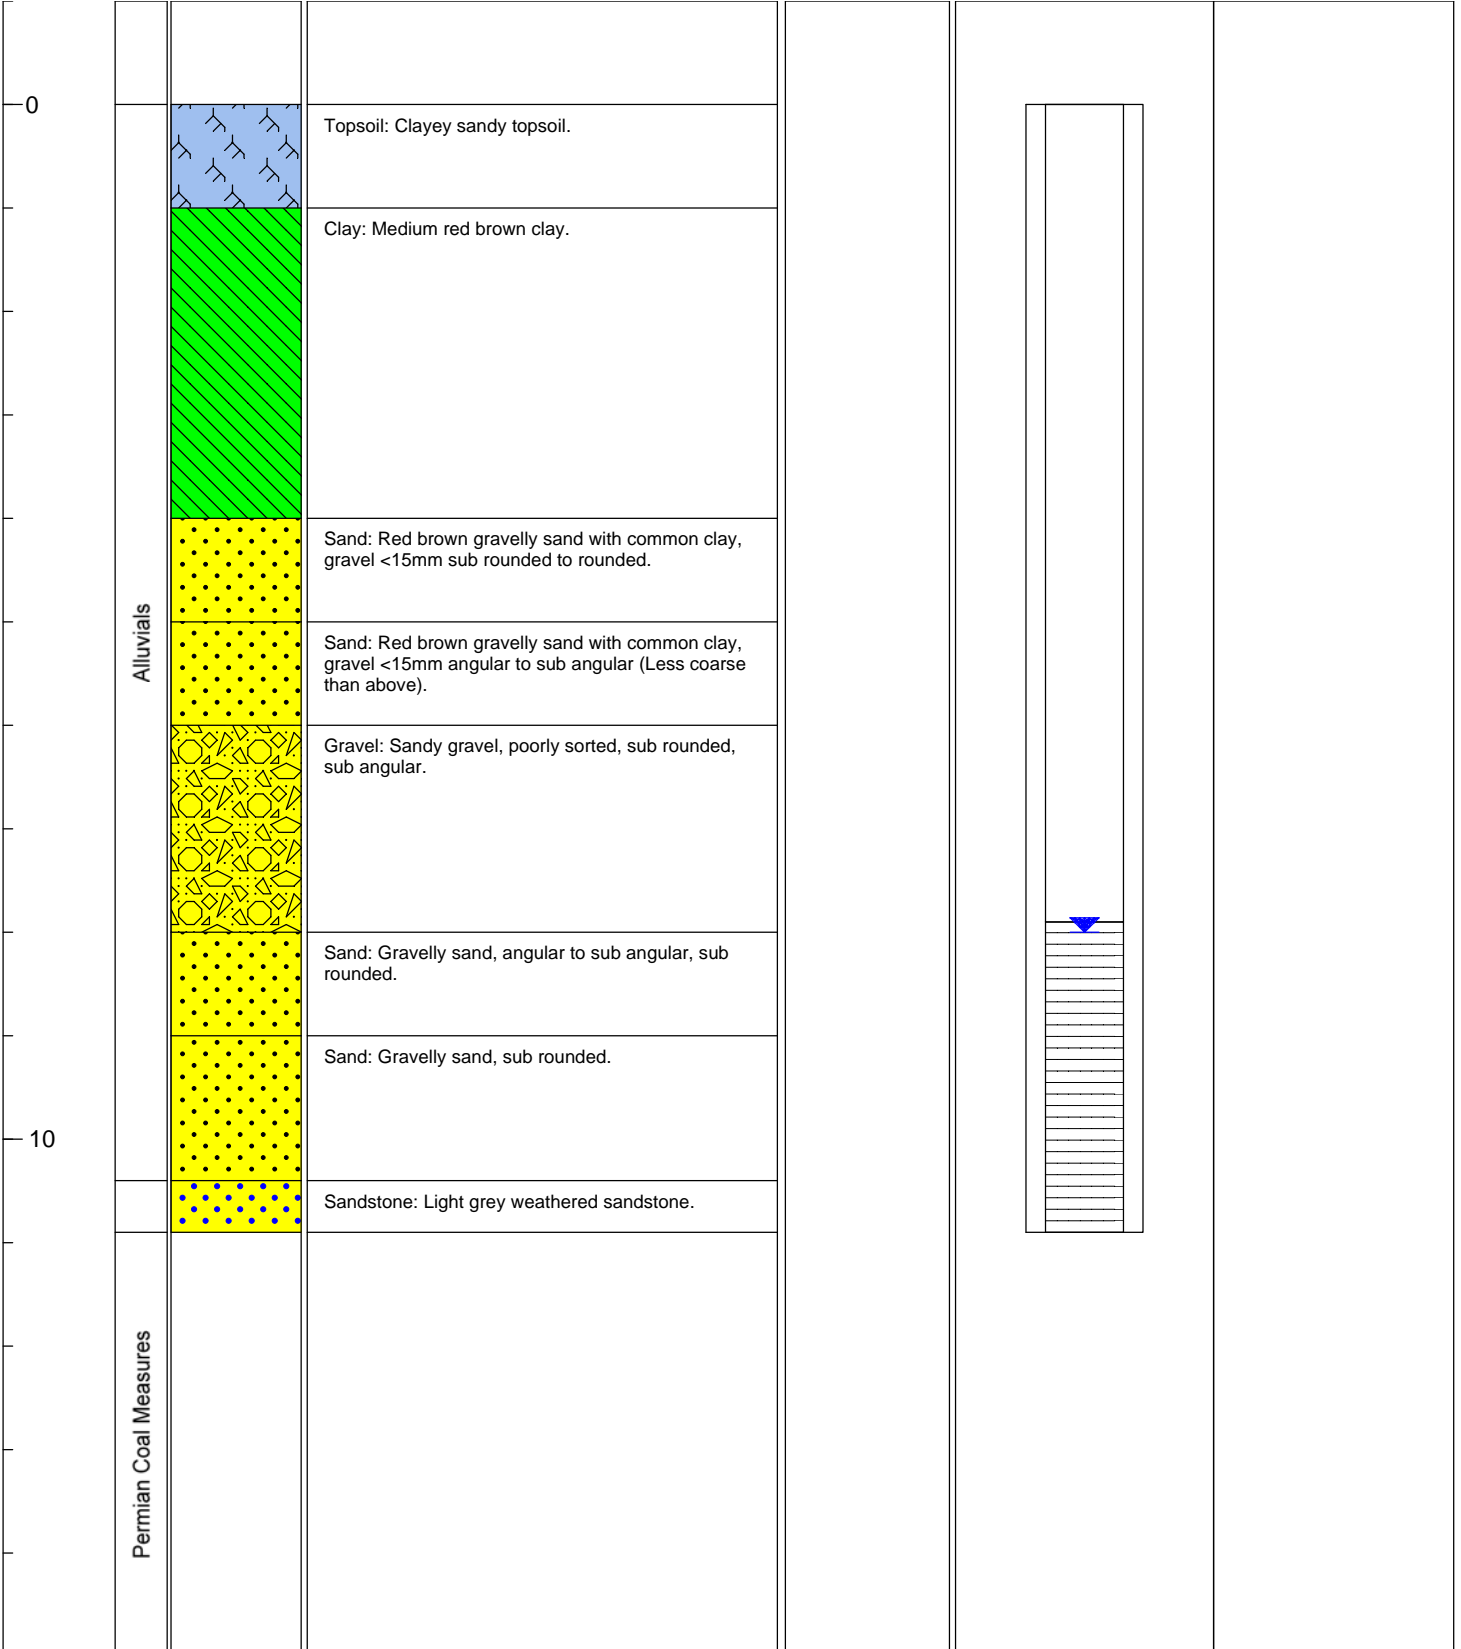 0
Topsoil: Clayey sandy topsoil.
Clay: Medium red brown clay.
Sand: Red brown gravelly sand with common clay,
gravel <15mm sub rounded to rounded.
Alluvials
Sand: Red brown gravelly sand with common clay,
gravel <15mm angular to sub angular (Less coarse
than above).
Gravel: Sandy gravel, poorly sorted, sub rounded,
sub angular.
Sand: Gravelly sand, angular to sub angular, sub
rounded.
Sand: Gravelly sand, sub rounded.
10
Sandstone: Light grey weathered sandstone.
Permian Coal Measures